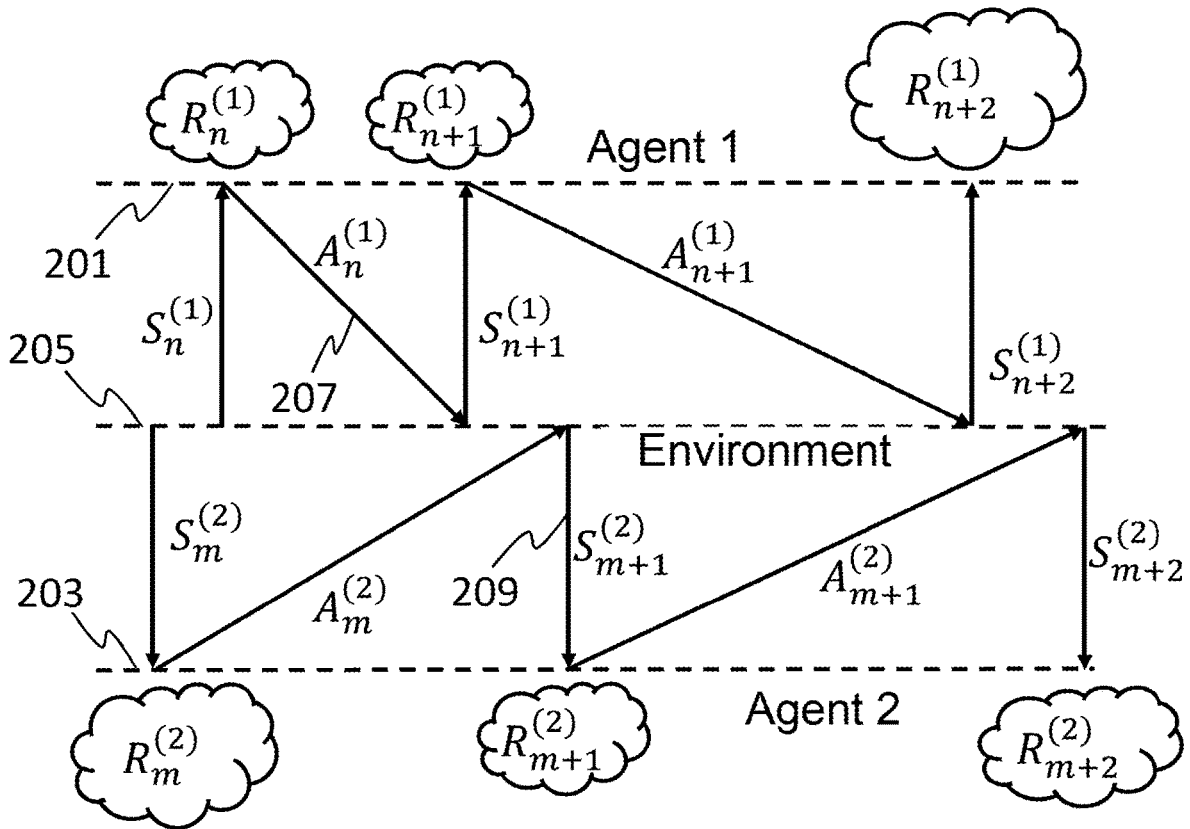 R_n^{(1)}
R_{n+1}^{(1)}
R_{n+2}^{(1)}
Agent 1
201
A_n^{(1)}
A_{n+1}^{(1)}
S_n^{(1)}
S_{n+1}^{(1)}
S_{n+2}^{(1)}
205
207
Environment
S_m^{(2)}
S_{m+1}^{(2)}
S_{m+2}^{(2)}
203
A_m^{(2)}
209
A_{m+1}^{(2)}
Agent 2
R_m^{(2)}
R_{m+1}^{(2)}
R_{m+2}^{(2)}